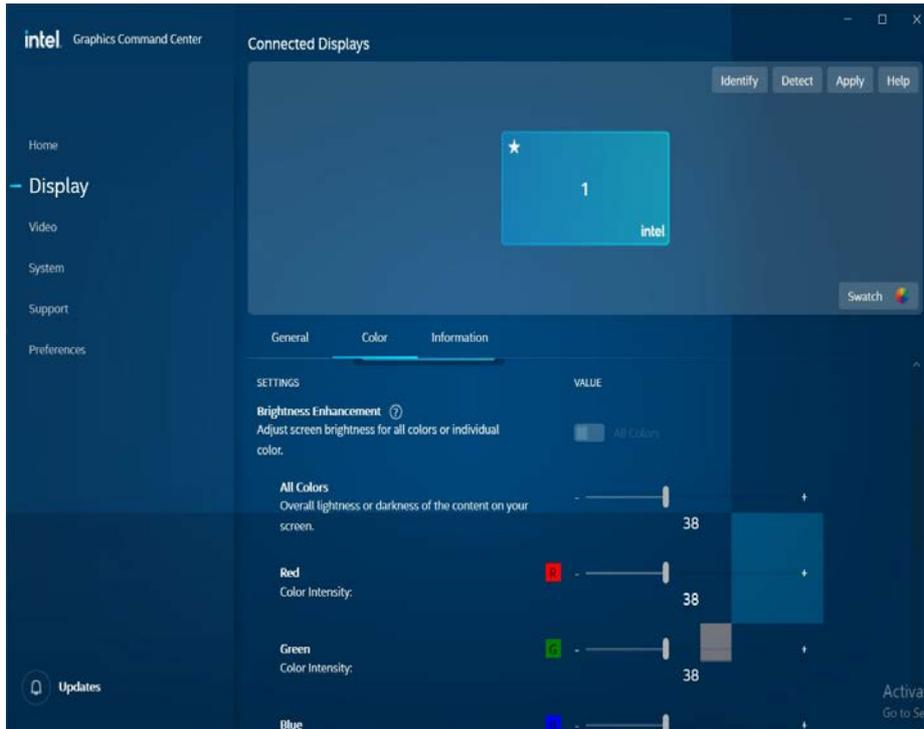 intel. Graphics Command Center
Connected Displays
Identify Detect Apply Help
Home
Display
Video
System
Support
Preferences
1
intel
Swatch
General Color Information
SETTINGS VALUE
Brightness Enhancement ?
Adjust screen brightness for all colors or individual
color.
All Colors
All Colors
Overall lightness or darkness of the content on your
screen.
- +
38
Red
Color Intensity:
R - +
38
Green
Color Intensity:
G - +
38
Blue
- +
Updates
Activa
Go to Se